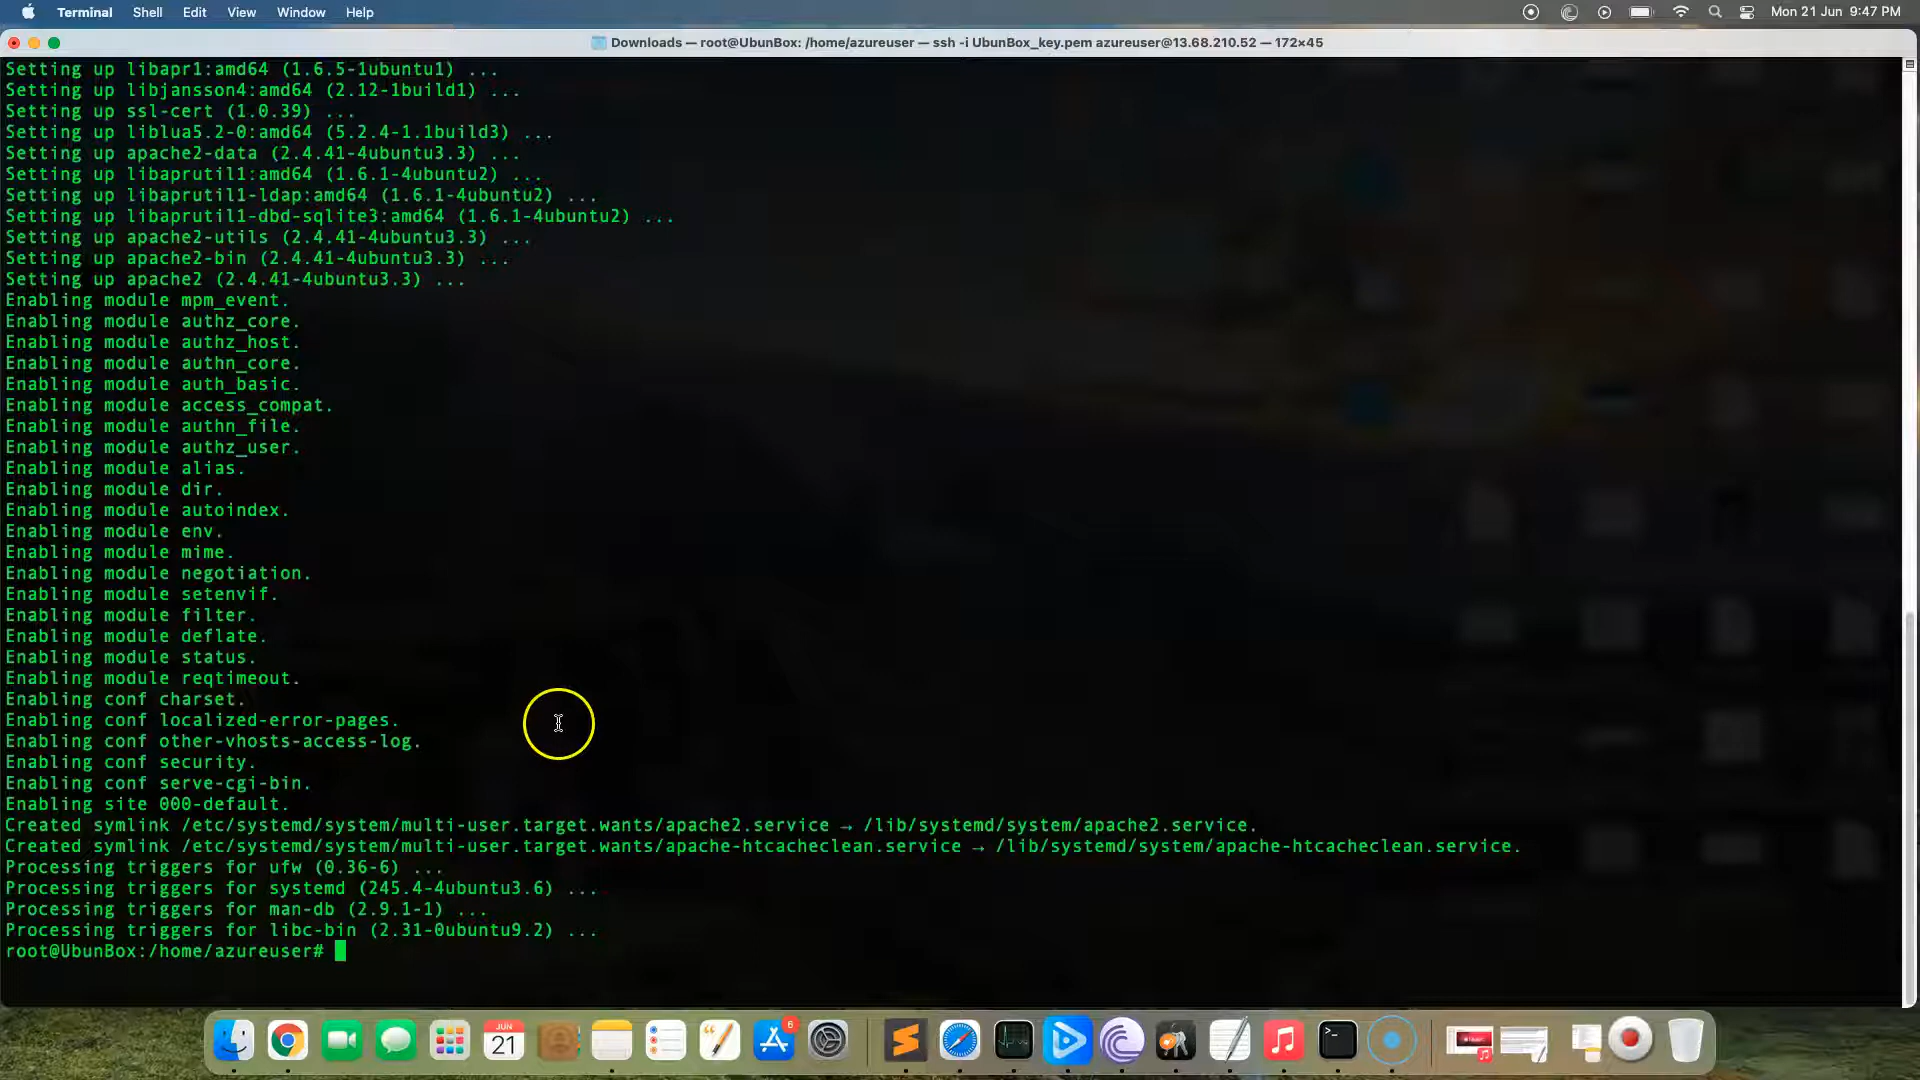 Terminal Shell Edit View Window Help Mon 21 Jun 9:47 PM
Downloads — root@UbunBox: /home/azureuser — ssh -i UbunBox_key.pem azureuser@13.68.210.52 — 172×45
Setting up libapr1:amd64 (1.6.5-1ubuntu1) ...
Setting up libjansson4:amd64 (2.12-1build1) ...
Setting up ssl-cert (1.0.39) ...
Setting up liblua5.2-0:amd64 (5.2.4-1.1build3) ...
Setting up apache2-data (2.4.41-4ubuntu3.3) ...
Setting up libaprutil1:amd64 (1.6.1-4ubuntu2) ...
Setting up libaprutil1-ldap:amd64 (1.6.1-4ubuntu2) ...
Setting up libaprutil1-dbd-sqlite3:amd64 (1.6.1-4ubuntu2) ...
Setting up apache2-utils (2.4.41-4ubuntu3.3) ...
Setting up apache2-bin (2.4.41-4ubuntu3.3) ...
Setting up apache2 (2.4.41-4ubuntu3.3) ...
Enabling module mpm_event.
Enabling module authz_core.
Enabling module authz_host.
Enabling module authn_core.
Enabling module auth_basic.
Enabling module access_compat.
Enabling module authn_file.
Enabling module authz_user.
Enabling module alias.
Enabling module dir.
Enabling module autoindex.
Enabling module env.
Enabling module mime.
Enabling module negotiation.
Enabling module setenvif.
Enabling module filter.
Enabling module deflate.
Enabling module status.
Enabling module reqtimeout.
Enabling conf charset.
Enabling conf localized-error-pages.
Enabling conf other-vhosts-access-log.
Enabling conf security.
Enabling conf serve-cgi-bin.
Enabling site 000-default.
Created symlink /etc/systemd/system/multi-user.target.wants/apache2.service → /lib/systemd/system/apache2.service.
Created symlink /etc/systemd/system/multi-user.target.wants/apache-htcacheclean.service → /lib/systemd/system/apache-htcacheclean.service.
Processing triggers for ufw (0.36-6) ...
Processing triggers for systemd (245.4-4ubuntu3.6) ...
Processing triggers for man-db (2.9.1-1) ...
Processing triggers for libc-bin (2.31-0ubuntu9.2) ...
root@UbunBox:/home/azureuser#
JUN
21
6